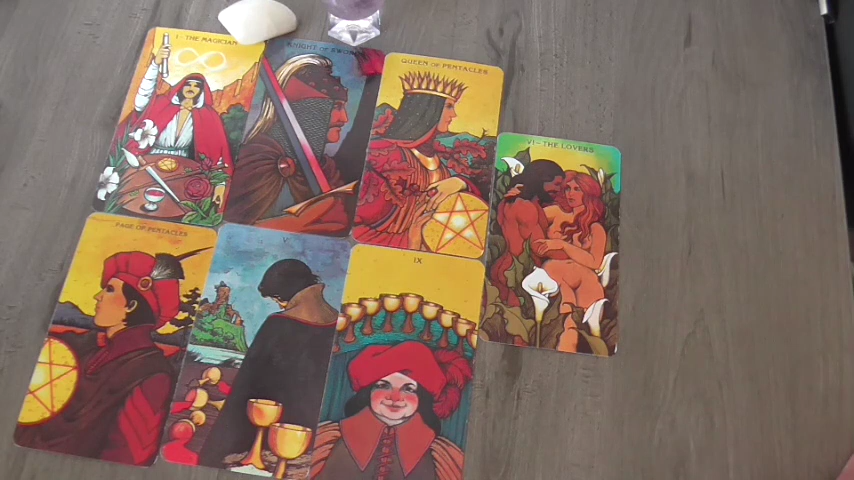 I - THE MAGICIAN
KNIGHT OF SWORDS
QUEEN OF PENTACLES
VI - THE LOVERS
PAGE OF PENTACLES
V
IX